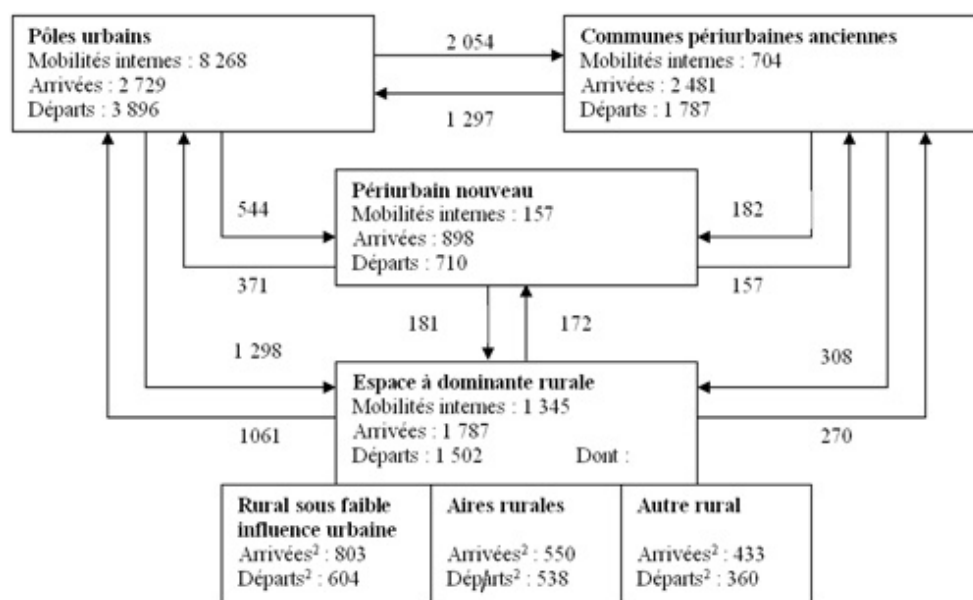 Pôles urbains
Mobilités internes : 8 268
Arrivées : 2 729
Départs : 3 896
2 054
1 297
Communes périurbaines anciennes
Mobilités internes : 704
Arrivées : 2 481
Départs : 1 787
Périurbain nouveau
Mobilités internes : 157
Arrivées : 898
Départs : 710
544
371
182
157
181
172
1 298
1061
308
270
Espace à dominante rurale
Mobilités internes : 1 345
Arrivées : 1 787
Départs : 1 502 Dont :
Rural sous faible
influence urbaine
Arrivées² : 803
Départs² : 604
Aires rurales
Arrivées² : 550
Départs² : 538
Autre rural
Arrivées² : 433
Départs² : 360